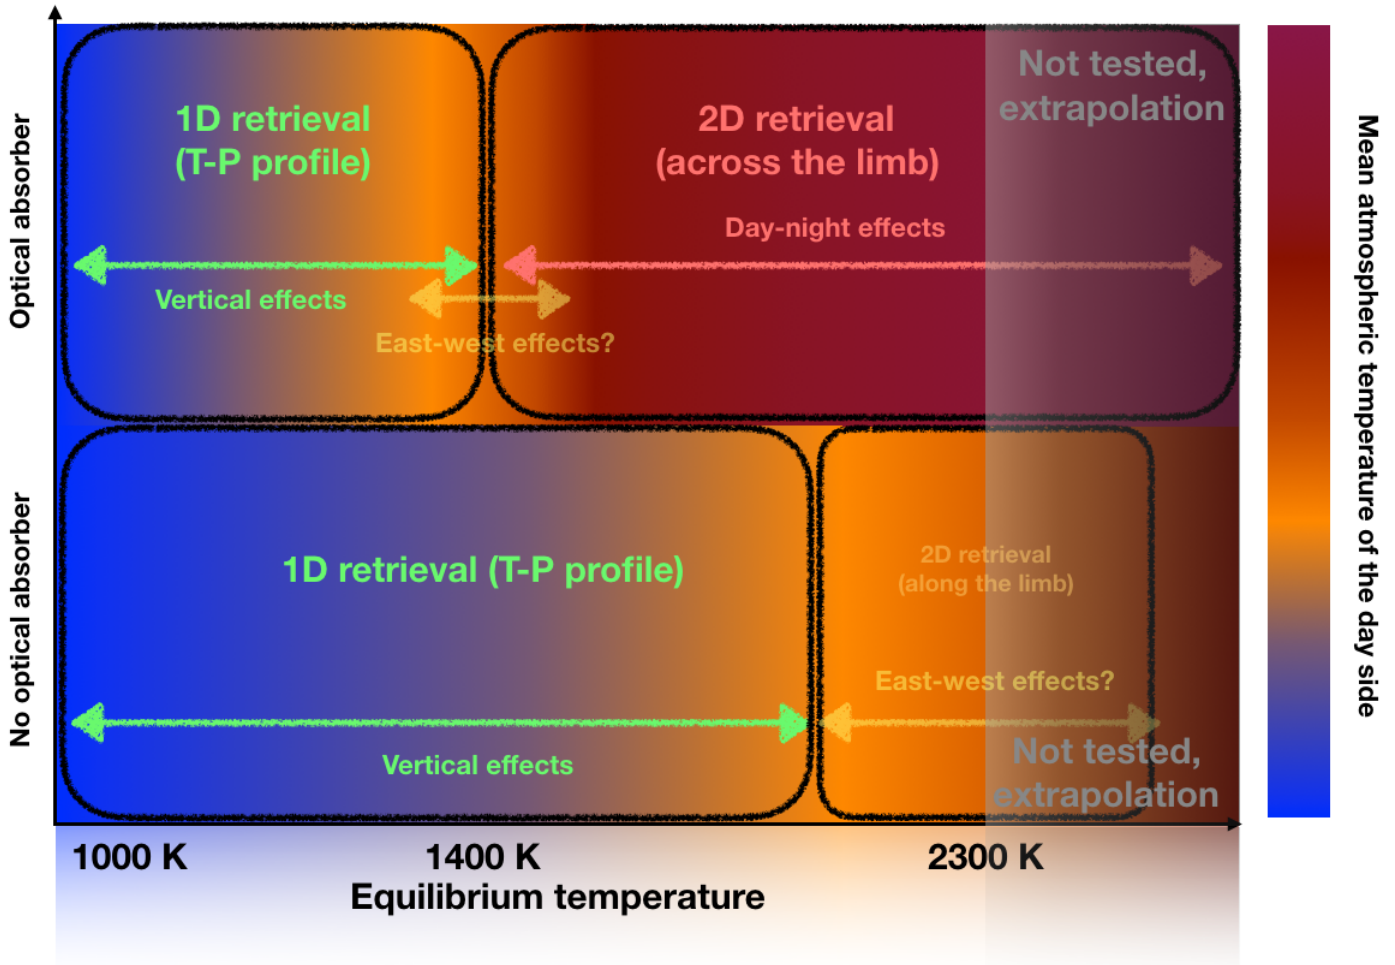 Optical absorber
1D retrieval
(T-P profile)
2D retrieval
(across the limb)
Not tested,
extrapolation
Day-night effects
Vertical effects
East-west effects?
No optical absorber
1D retrieval (T-P profile)
2D retrieval
(along the limb)
East-west effects?
Vertical effects
Not tested,
extrapolation
1000 K
1400 K
2300 K
Equilibrium temperature
Mean atmospheric temperature of the day side